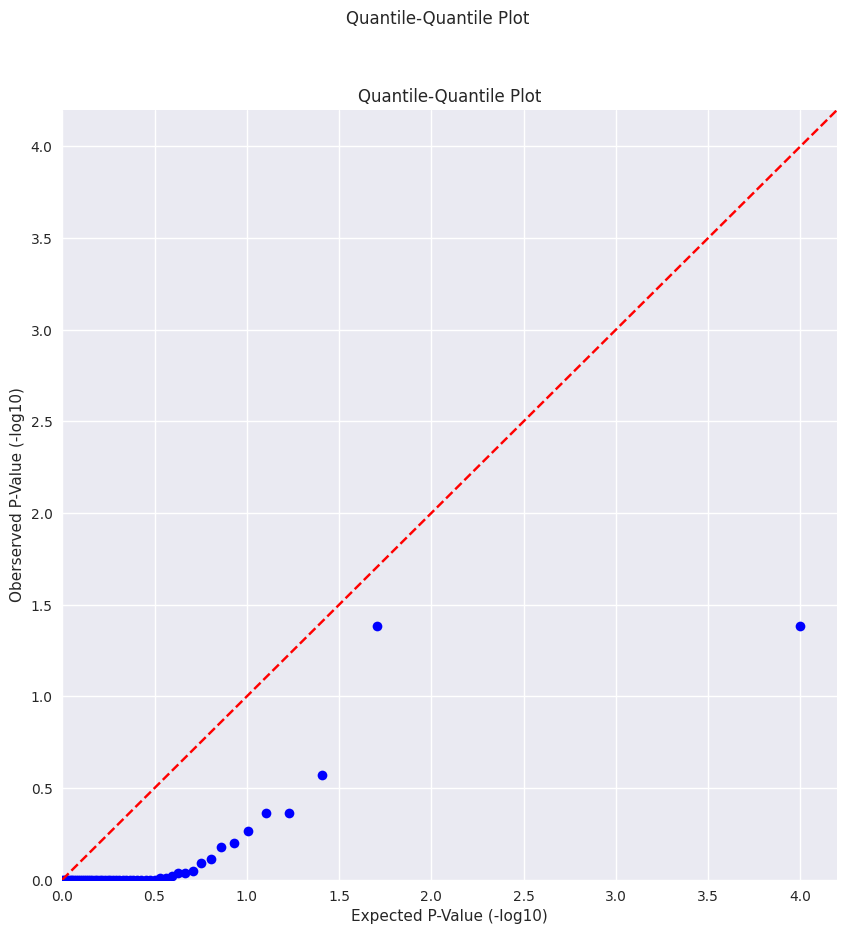 Quantile-Quantile Plot
Quantile-Quantile Plot
4.0
3.5
3.0
2.5
2.0
1.5
1.0
0.5
0.0
Oberserved P-Value (-log10)
0.0 0.5 1.0 1.5 2.0 2.5 3.0 3.5 4.0
Expected P-Value (-log10)